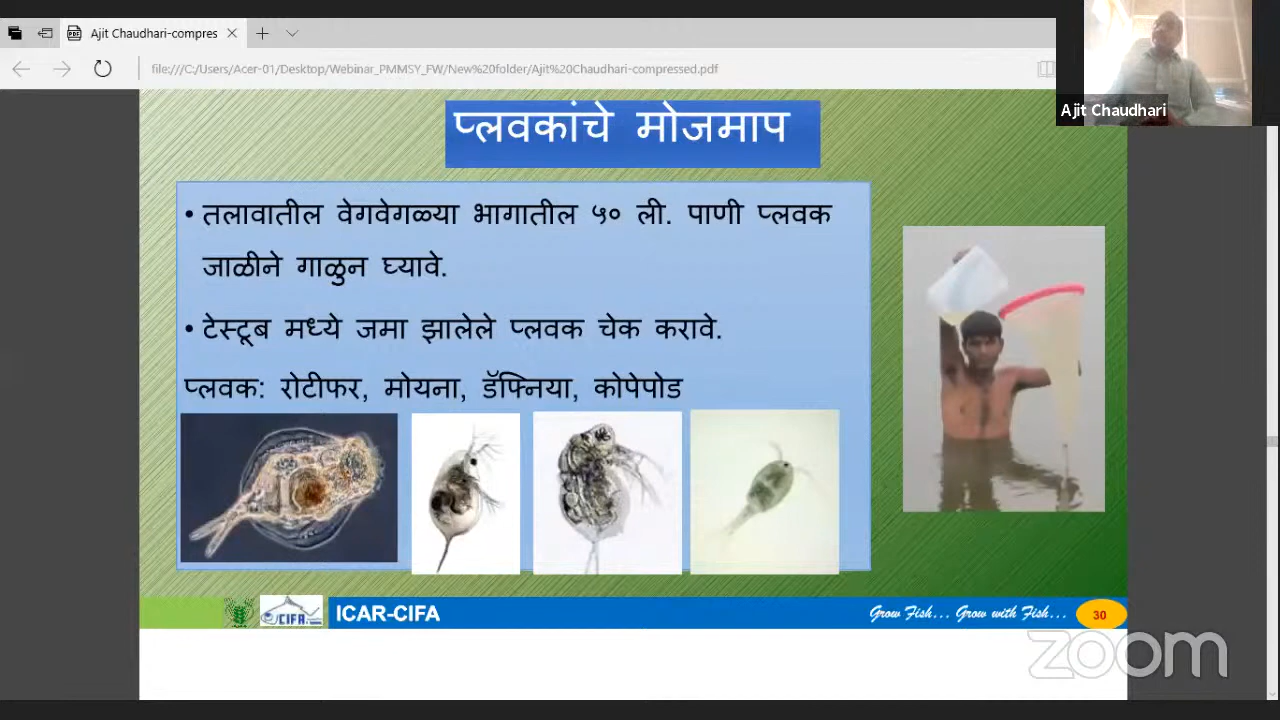 Ajit Chaudhari-compres
file:///C:/Users/Acer-01/Desktop/Webinar_PMMSY_FW/New%20folder/Ajit%20Chaudhari-compressed.pdf
Ajit Chaudhari
प्लवकांचे मोजमाप
• तलावातील वेगवेगळ्या भागातील ५० ली. पाणी प्लवक
जाळीने गाळुन घ्यावे.
• टेस्टूब मध्ये जमा झालेले प्लवक चेक करावे.
प्लवक: रोटीफर, मोयना, डॅफ्निया, कोपेपोड
CIFA
ICAR-CIFA
Grow Fish... Grow with Fish...
30
zoom